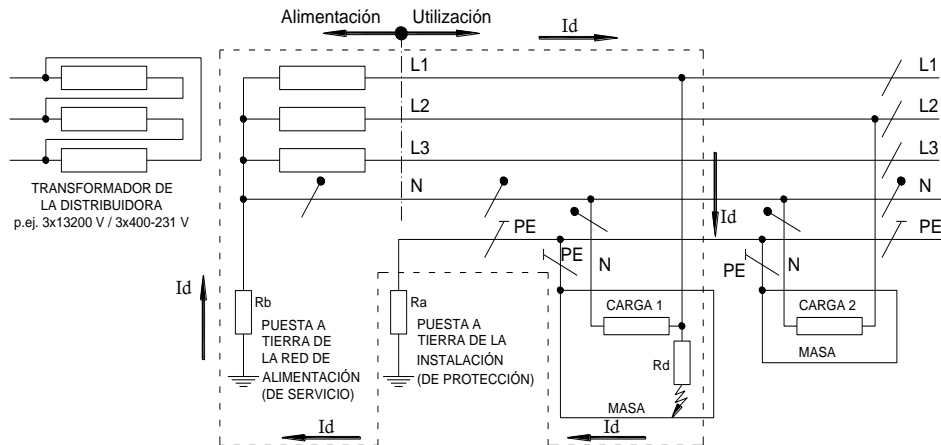 Alimentación
Utilización
Id
L1
L1
L2
L2
L3
L3
N
N
TRANSFORMADOR DE
LA DISTRIBUIDORA
p.ej. 3x13200 V / 3x400-231 V
PE
PE
Id
PE
N
PE
N
Id
Rb
PUESTA A
TIERRA DE
LA RED DE
ALIMENTACIÓN
(DE SERVICIO)
Ra
PUESTA A
TIERRA DE LA
INSTALACIÓN
(DE PROTECCIÓN)
CARGA 1
Rd
MASA
CARGA 2
MASA
Id
Id